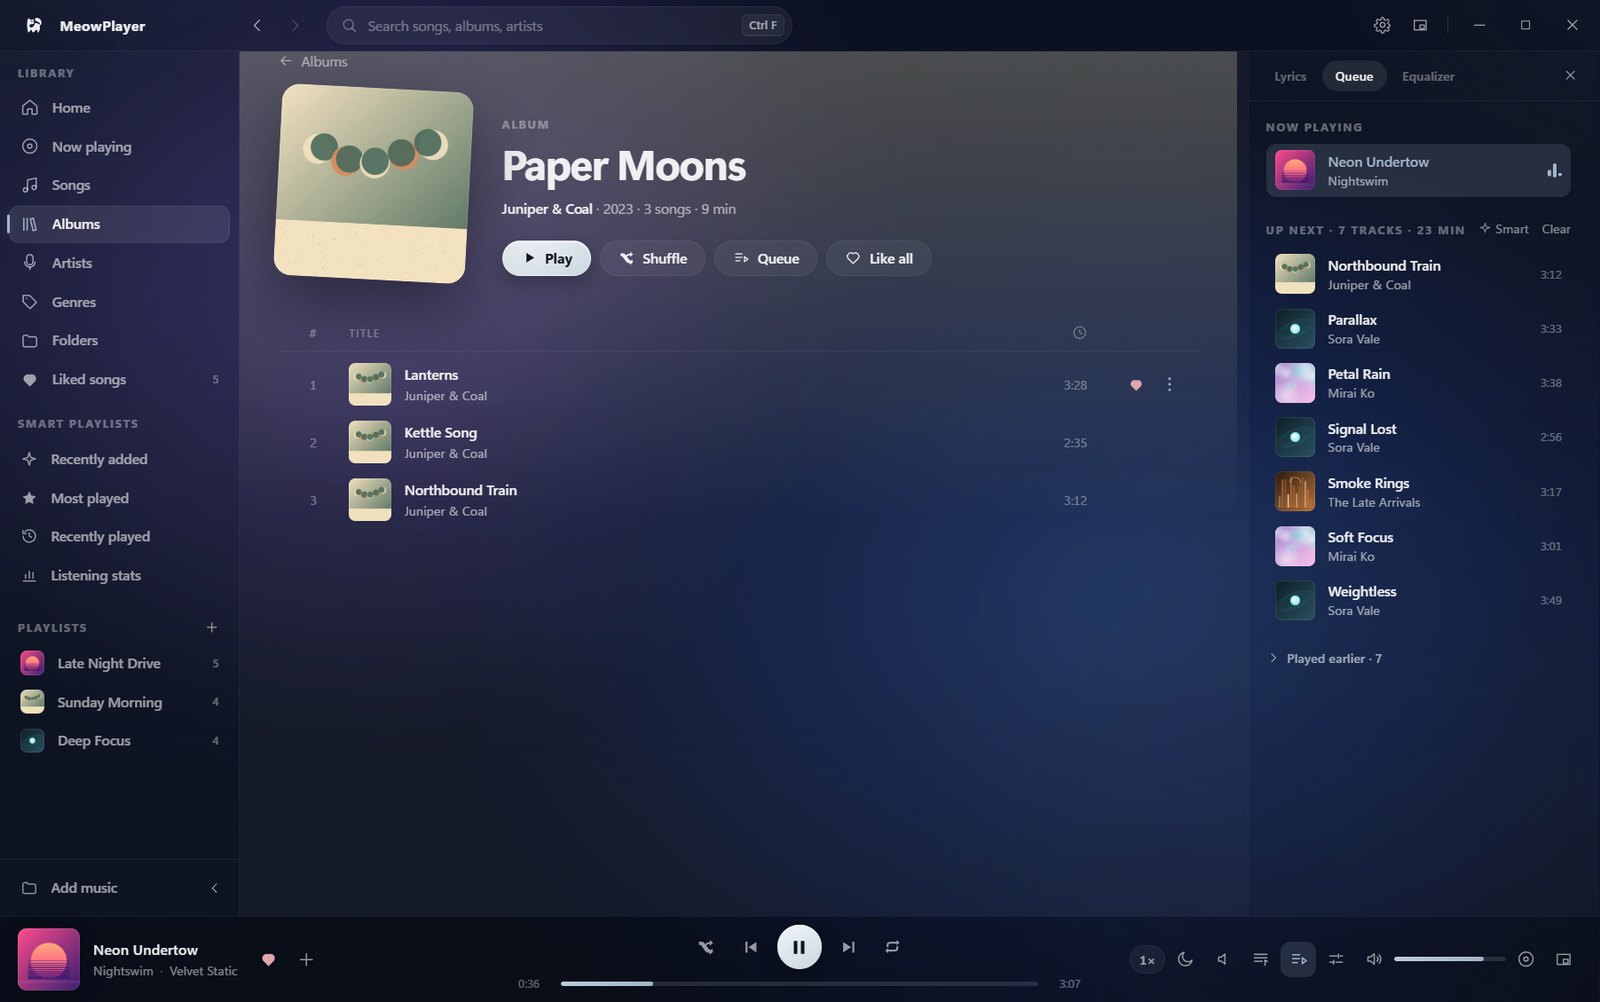 MeowPlayer
Search songs, albums, artists
Ctrl F
LIBRARY
Home
Now playing
Songs
Albums
Artists
Genres
Folders
Liked songs 5
SMART PLAYLISTS
Recently added
Most played
Recently played
Listening stats
PLAYLISTS
Late Night Drive 5
Sunday Morning 4
Deep Focus 4
Add music
Albums
ALBUM
Paper Moons
Juniper & Coal · 2023 · 3 songs · 9 min
Play Shuffle Queue Like all
# TITLE
1 Lanterns 3:28
Juniper & Coal
2 Kettle Song 2:35
Juniper & Coal
3 Northbound Train 3:12
Juniper & Coal
Lyrics Queue Equalizer
NOW PLAYING
Neon Undertow
Nightswim
UP NEXT · 7 TRACKS · 23 MIN Smart Clear
Northbound Train 3:12
Juniper & Coal
Parallax 3:33
Sora Vale
Petal Rain 3:38
Mirai Ko
Signal Lost 2:56
Sora Vale
Smoke Rings 3:17
The Late Arrivals
Soft Focus 3:01
Mirai Ko
Weightless 3:49
Sora Vale
Played earlier · 7
Neon Undertow
Nightswim · Velvet Static
0:36 3:07
1×